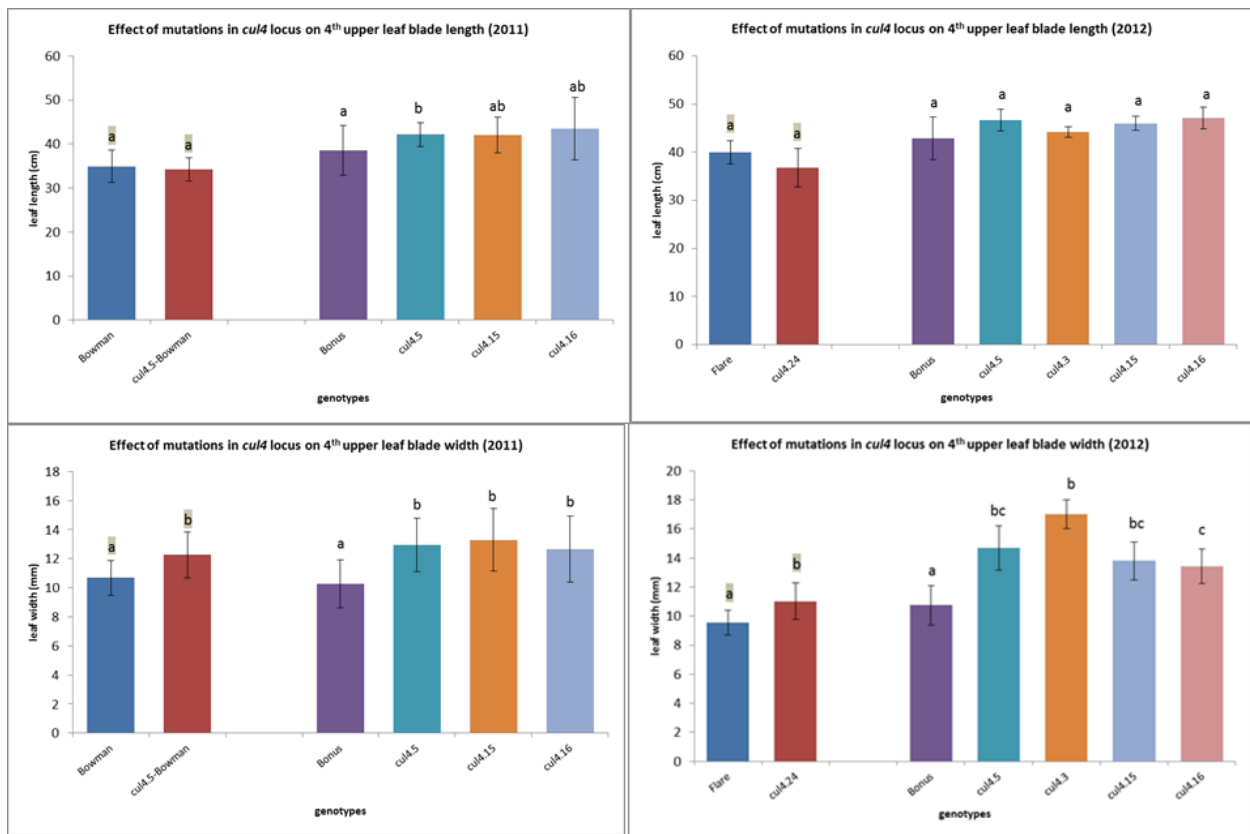 Effect of mutations in cul4 locus on 4th upper leaf blade length (2011)
leaf length (cm)
60
50
40
30
20
10
0
a
a
a
b
ab
ab
Bowman
cul4.5-Bowman
Bonus
cul4.5
cul4.15
cul4.16
genotypes
Effect of mutations in cul4 locus on 4th upper leaf blade length (2012)
leaf length (cm)
60
50
40
30
20
10
0
a
a
a
a
a
a
a
Flare
cul4.24
Bonus
cul4.5
cul4.3
cul4.15
cul4.16
genotypes
Effect of mutations in cul4 locus on 4th upper leaf blade width (2011)
leaf width (mm)
18
16
14
12
10
8
6
4
2
0
a
b
a
b
b
b
Bowman
cul4.5-Bowman
Bonus
cul4.5
cul4.15
cul4.16
genotypes
Effect of mutations in cul4 locus on 4th upper leaf blade width (2012)
leaf width (mm)
20
18
16
14
12
10
8
6
4
2
0
a
b
a
bc
b
bc
c
Flare
cul4.24
Bonus
cul4.5
cul4.3
cul4.15
cul4.16
genotypes